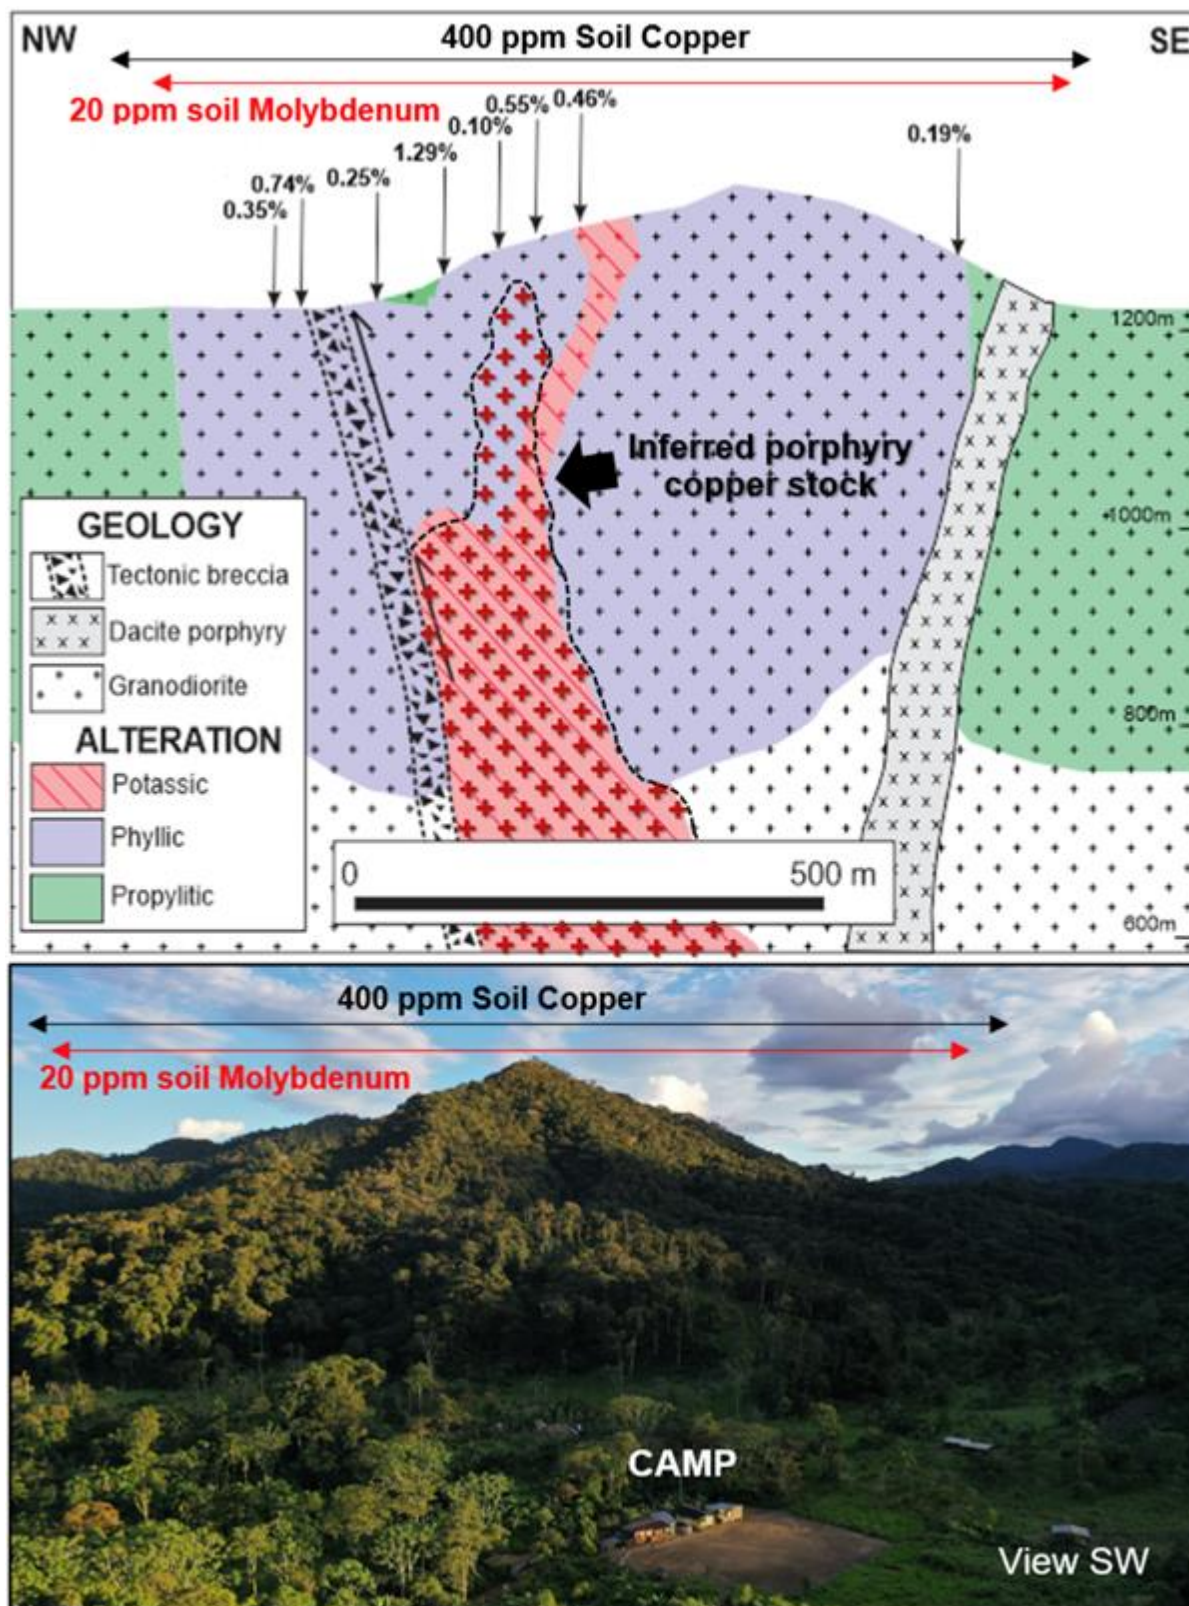 NW
400 ppm Soil Copper
SE
20 ppm soil Molybdenum
0.35%
0.74%
0.25%
1.29%
0.10%
0.55%
0.46%
0.19%
1200m
Inferred porphyry
copper stock
1000m
GEOLOGY
Tectonic breccia
Dacite porphyry
Granodiorite
800m
ALTERATION
Potassic
Phyllic
Propylitic
0
500 m
600m
400 ppm Soil Copper
20 ppm soil Molybdenum
CAMP
View SW